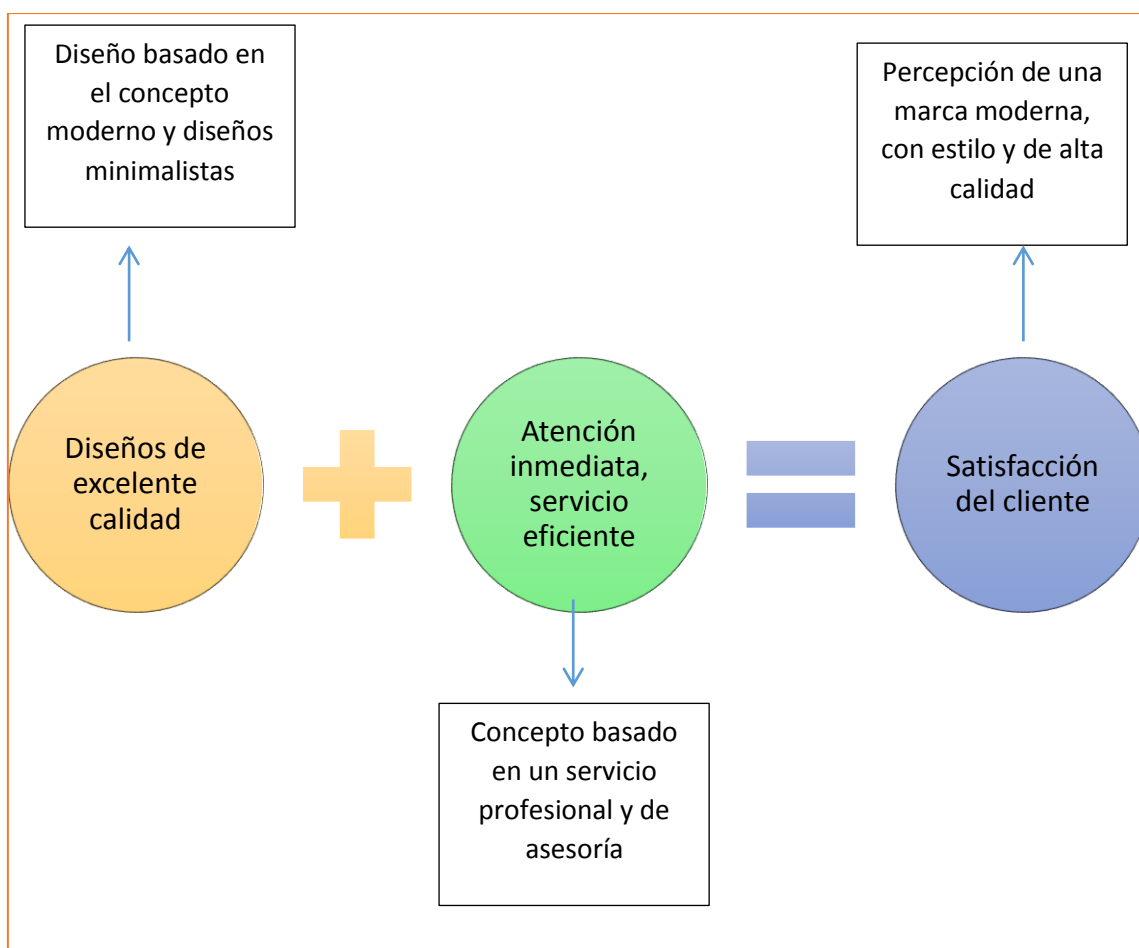 Diseño basado en
el concepto
moderno y diseños
minimalistas
Percepción de una
marca moderna,
con estilo y de alta
calidad
Diseños de
excelente
calidad
Atención
inmediata,
servicio
eficiente
Satisfacción
del cliente
Concepto basado
en un servicio
profesional y de
asesoría